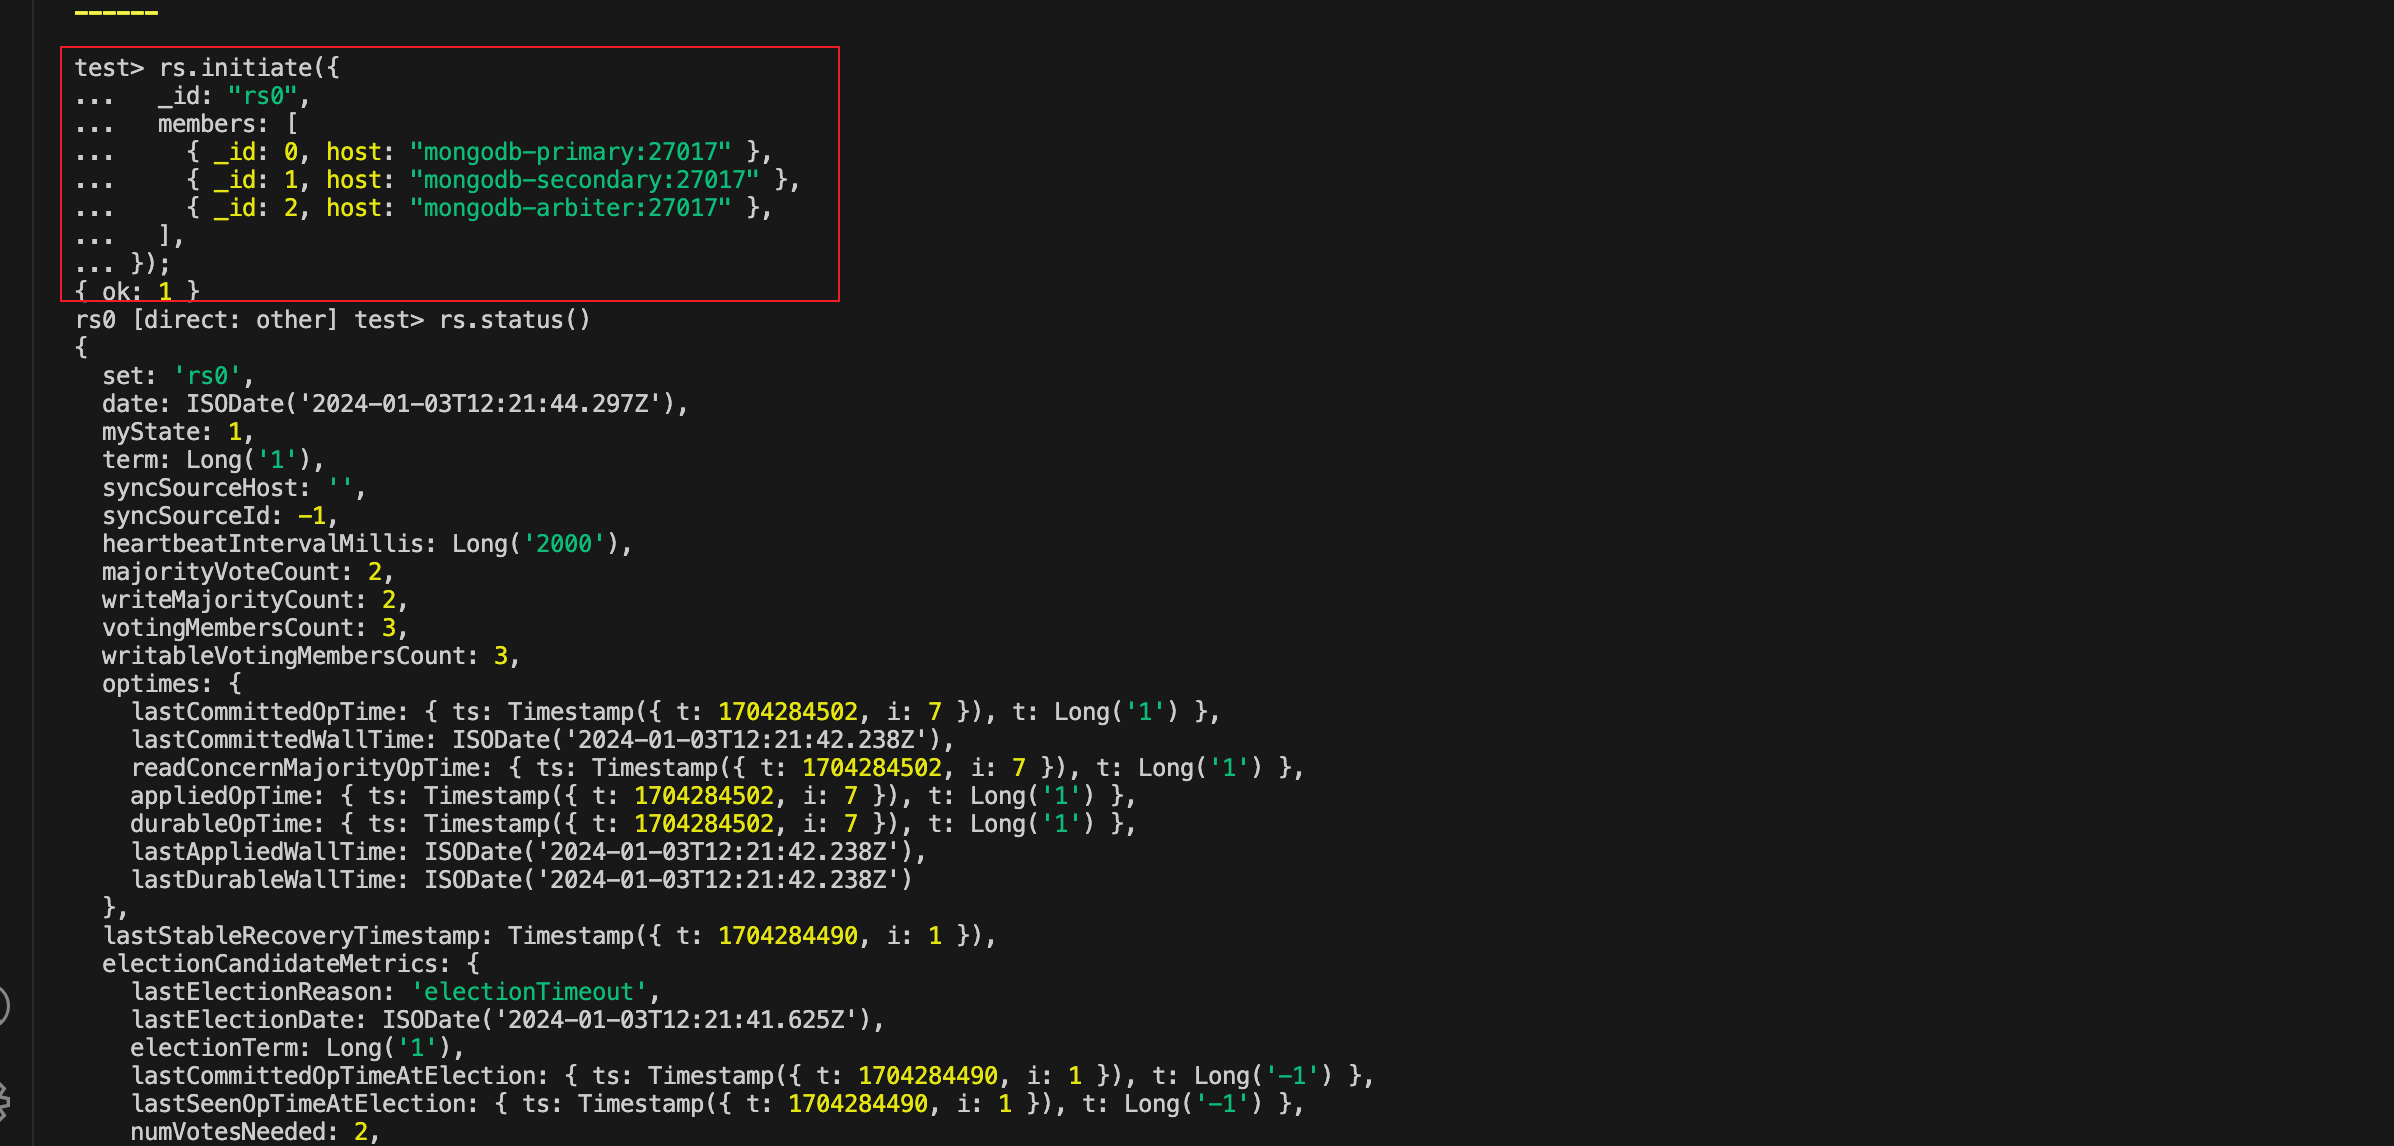 ------
test> rs.initiate({
...   _id: "rs0",
...   members: [
...     { _id: 0, host: "mongodb-primary:27017" },
...     { _id: 1, host: "mongodb-secondary:27017" },
...     { _id: 2, host: "mongodb-arbiter:27017" },
...   ],
... });
{ ok: 1 }
rs0 [direct: other] test> rs.status()
{
  set: 'rs0',
  date: ISODate('2024-01-03T12:21:44.297Z'),
  myState: 1,
  term: Long('1'),
  syncSourceHost: '',
  syncSourceId: -1,
  heartbeatIntervalMillis: Long('2000'),
  majorityVoteCount: 2,
  writeMajorityCount: 2,
  votingMembersCount: 3,
  writableVotingMembersCount: 3,
  optimes: {
    lastCommittedOpTime: { ts: Timestamp({ t: 1704284502, i: 7 }), t: Long('1') },
    lastCommittedWallTime: ISODate('2024-01-03T12:21:42.238Z'),
    readConcernMajorityOpTime: { ts: Timestamp({ t: 1704284502, i: 7 }), t: Long('1') },
    appliedOpTime: { ts: Timestamp({ t: 1704284502, i: 7 }), t: Long('1') },
    durableOpTime: { ts: Timestamp({ t: 1704284502, i: 7 }), t: Long('1') },
    lastAppliedWallTime: ISODate('2024-01-03T12:21:42.238Z'),
    lastDurableWallTime: ISODate('2024-01-03T12:21:42.238Z')
  },
  lastStableRecoveryTimestamp: Timestamp({ t: 1704284490, i: 1 }),
  electionCandidateMetrics: {
    lastElectionReason: 'electionTimeout',
    lastElectionDate: ISODate('2024-01-03T12:21:41.625Z'),
    electionTerm: Long('1'),
    lastCommittedOpTimeAtElection: { ts: Timestamp({ t: 1704284490, i: 1 }), t: Long('-1') },
    lastSeenOpTimeAtElection: { ts: Timestamp({ t: 1704284490, i: 1 }), t: Long('-1') },
    numVotesNeeded: 2,